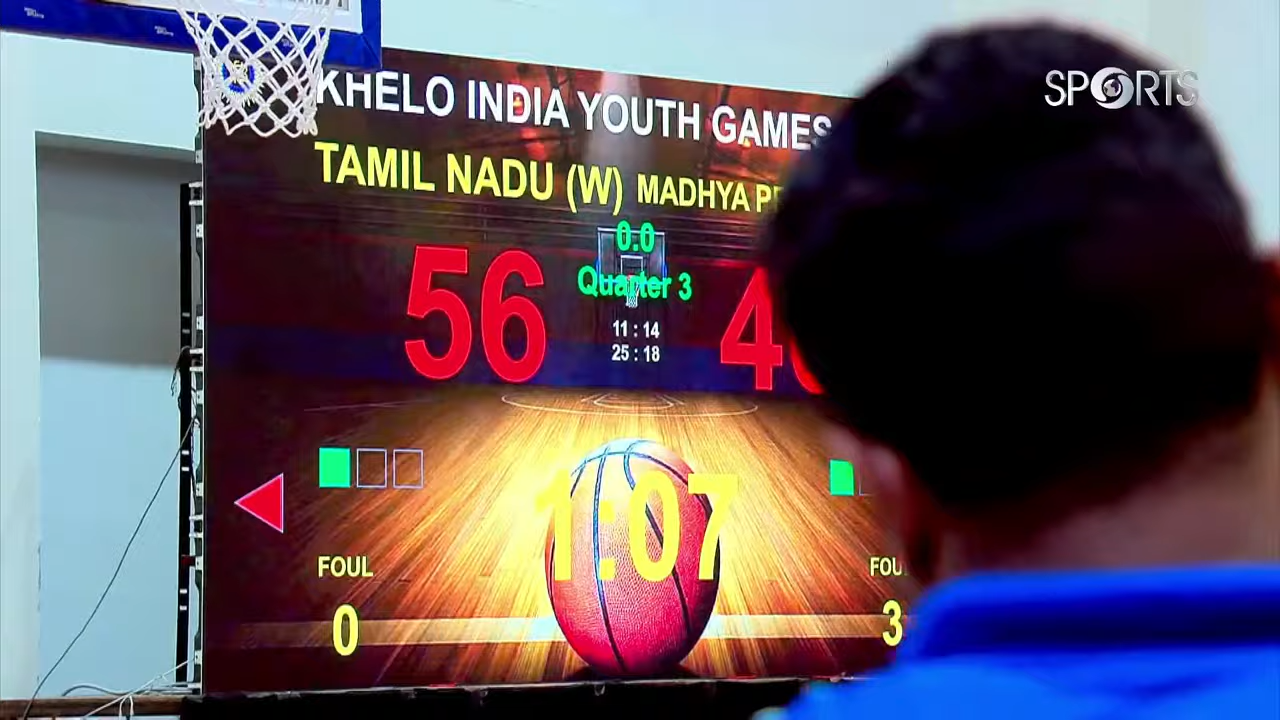 SPORTS
KHELO INDIA YOUTH GAMES
TAMIL NADU (W) MADHYA
0.0
Quarter 3
56
11 : 14
25 : 18
1:07
FOUL
0
3